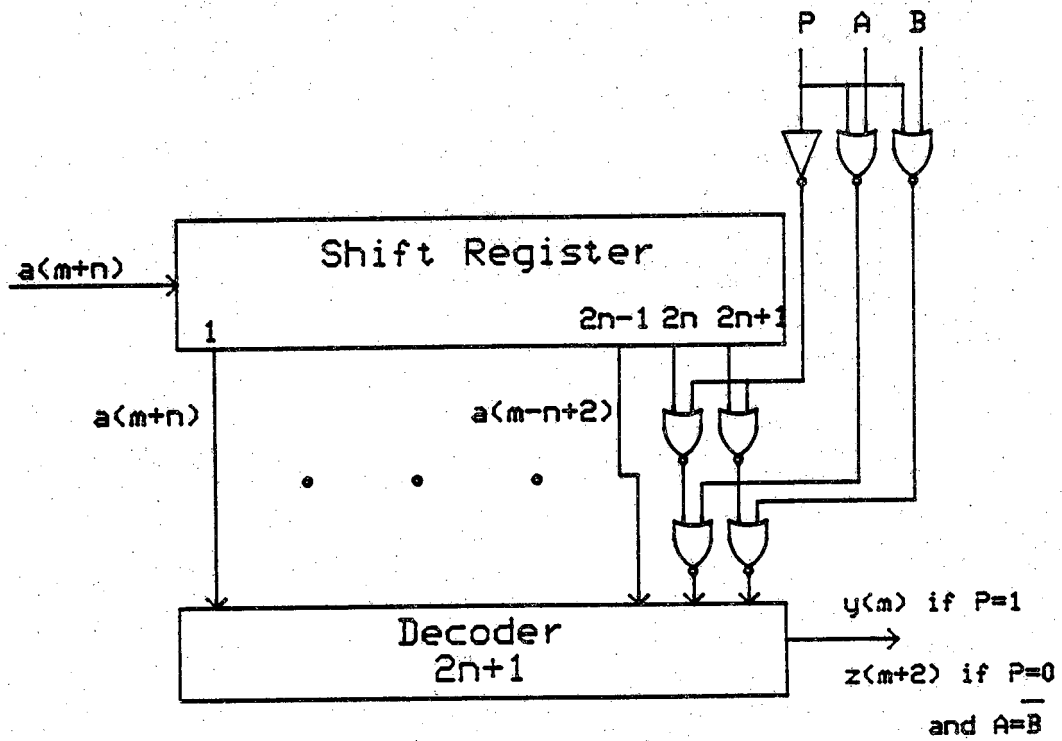 P A B
Shift Register
a(m+n)
1 2n-1 2n 2n+1
a(m+n) a(m-n+2)
Decoder
2n+1
y(m) if P=1
z(m+2) if P=0
and A=B̅